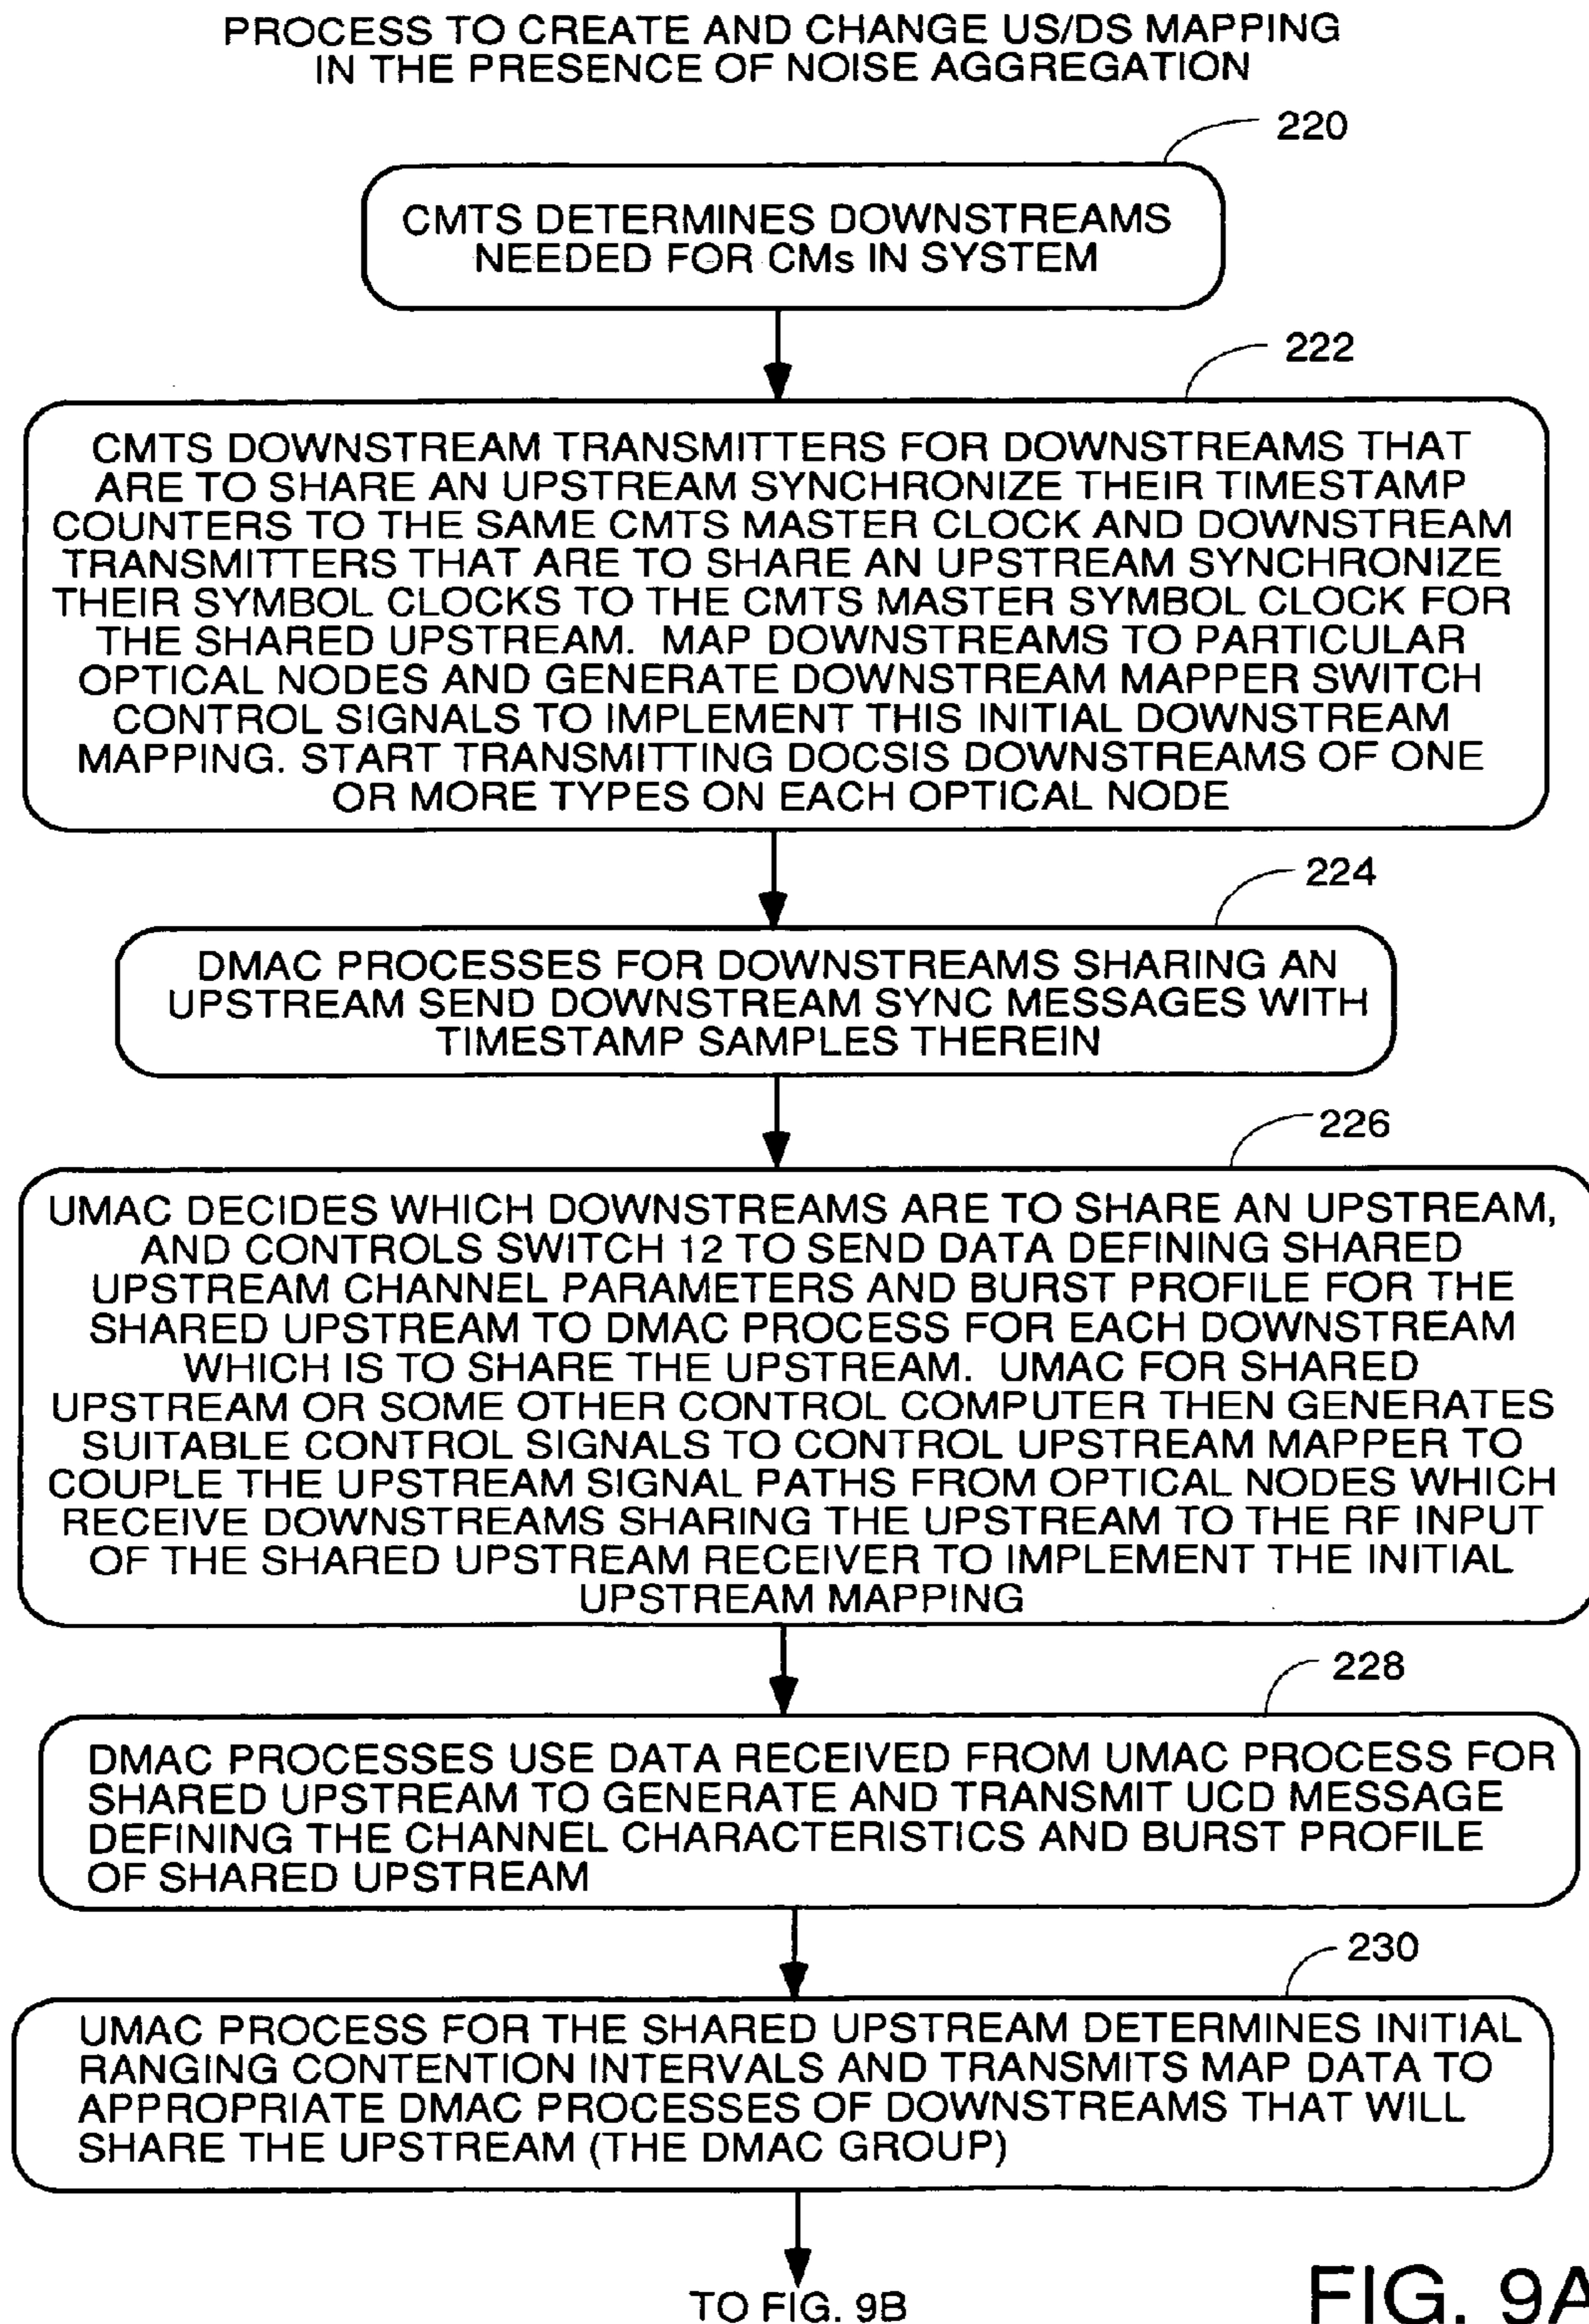 PROCESS TO CREATE AND CHANGE US/DS MAPPING
IN THE PRESENCE OF NOISE AGGREGATION
220
CMTS DETERMINES DOWNSTREAMS
NEEDED FOR CMs IN SYSTEM
222
CMTS DOWNSTREAM TRANSMITTERS FOR DOWNSTREAMS THAT
ARE TO SHARE AN UPSTREAM SYNCHRONIZE THEIR TIMESTAMP
COUNTERS TO THE SAME CMTS MASTER CLOCK AND DOWNSTREAM
TRANSMITTERS THAT ARE TO SHARE AN UPSTREAM SYNCHRONIZE
THEIR SYMBOL CLOCKS TO THE CMTS MASTER SYMBOL CLOCK FOR
THE SHARED UPSTREAM. MAP DOWNSTREAMS TO PARTICULAR
OPTICAL NODES AND GENERATE DOWNSTREAM MAPPER SWITCH
CONTROL SIGNALS TO IMPLEMENT THIS INITIAL DOWNSTREAM
MAPPING. START TRANSMITTING DOCSIS DOWNSTREAMS OF ONE
OR MORE TYPES ON EACH OPTICAL NODE
224
DMAC PROCESSES FOR DOWNSTREAMS SHARING AN
UPSTREAM SEND DOWNSTREAM SYNC MESSAGES WITH
TIMESTAMP SAMPLES THEREIN
226
UMAC DECIDES WHICH DOWNSTREAMS ARE TO SHARE AN UPSTREAM,
AND CONTROLS SWITCH 12 TO SEND DATA DEFINING SHARED
UPSTREAM CHANNEL PARAMETERS AND BURST PROFILE FOR THE
SHARED UPSTREAM TO DMAC PROCESS FOR EACH DOWNSTREAM
WHICH IS TO SHARE THE UPSTREAM. UMAC FOR SHARED
UPSTREAM OR SOME OTHER CONTROL COMPUTER THEN GENERATES
SUITABLE CONTROL SIGNALS TO CONTROL UPSTREAM MAPPER TO
COUPLE THE UPSTREAM SIGNAL PATHS FROM OPTICAL NODES WHICH
RECEIVE DOWNSTREAMS SHARING THE UPSTREAM TO THE RF INPUT
OF THE SHARED UPSTREAM RECEIVER TO IMPLEMENT THE INITIAL
UPSTREAM MAPPING
228
DMAC PROCESSES USE DATA RECEIVED FROM UMAC PROCESS FOR
SHARED UPSTREAM TO GENERATE AND TRANSMIT UCD MESSAGE
DEFINING THE CHANNEL CHARACTERISTICS AND BURST PROFILE
OF SHARED UPSTREAM
230
UMAC PROCESS FOR THE SHARED UPSTREAM DETERMINES INITIAL
RANGING CONTENTION INTERVALS AND TRANSMITS MAP DATA TO
APPROPRIATE DMAC PROCESSES OF DOWNSTREAMS THAT WILL
SHARE THE UPSTREAM (THE DMAC GROUP)
TO FIG. 9B
FIG. 9A